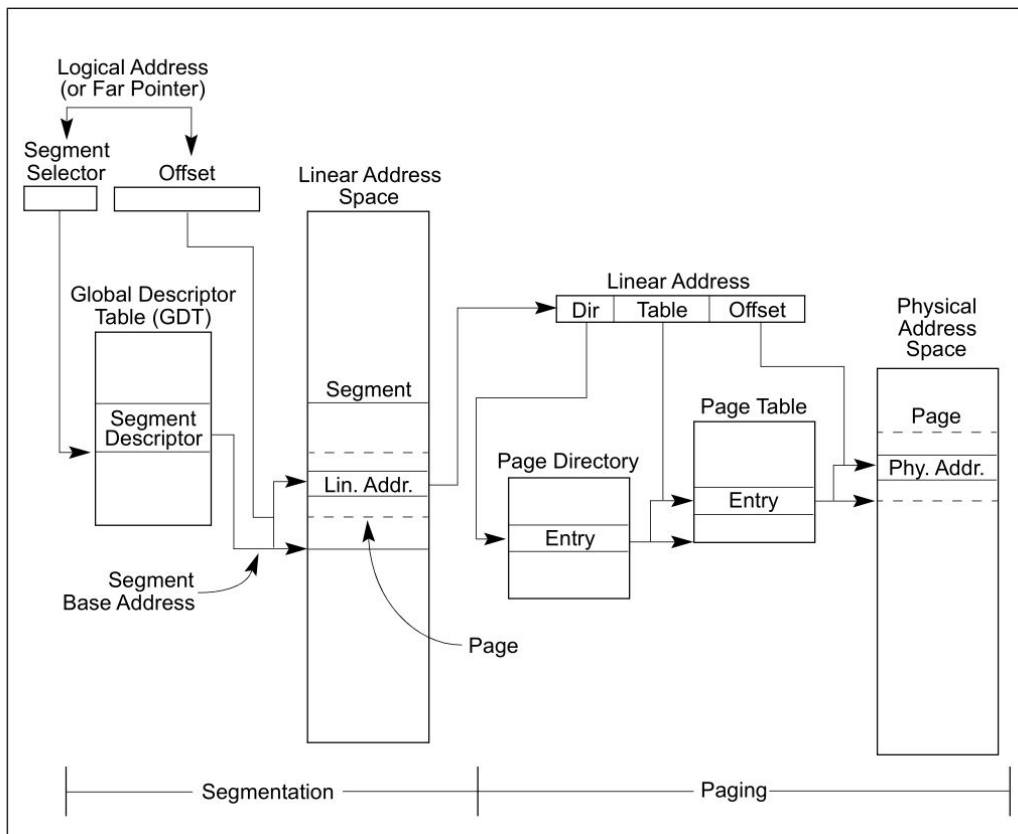 Logical Address
(or Far Pointer)
Segment
Selector
Offset
Linear Address
Space
Global Descriptor
Table (GDT)
Segment
Descriptor
Segment
Lin. Addr.
Segment
Base Address
Page
Linear Address
Dir
Table
Offset
Page Directory
Entry
Page Table
Entry
Physical
Address
Space
Page
Phy. Addr.
Segmentation
Paging